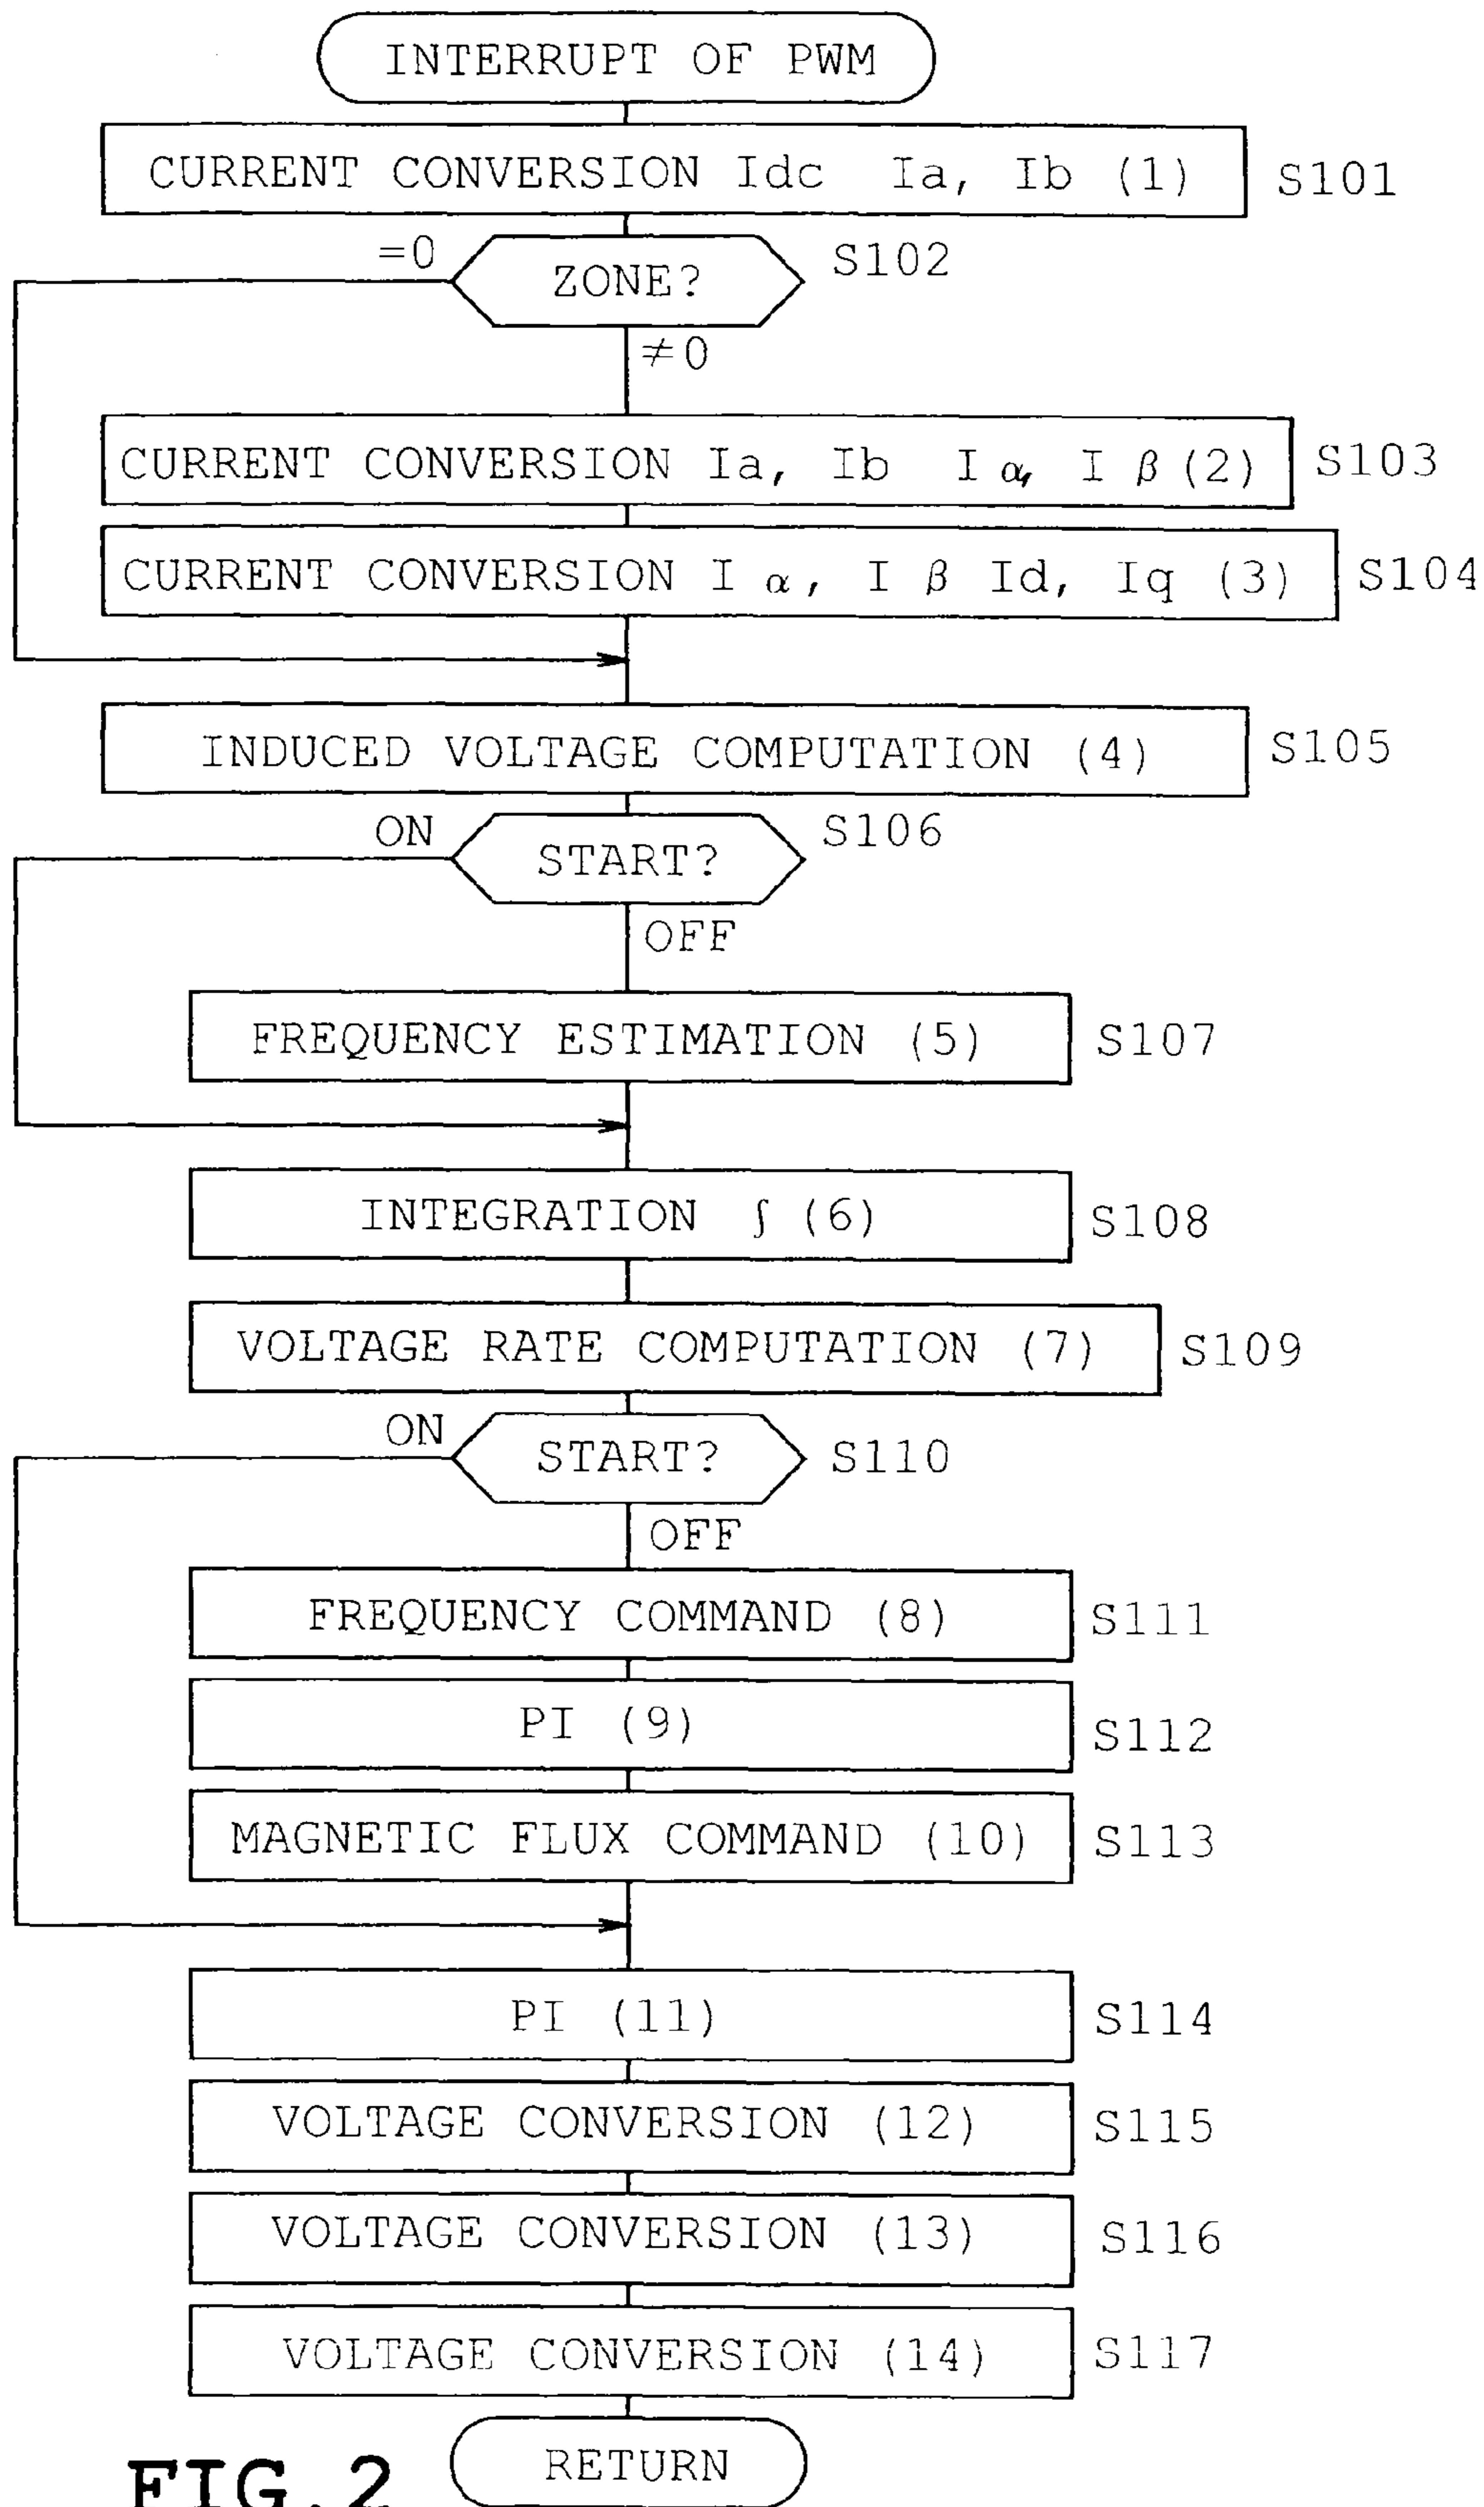 INTERRUPT OF PWM
CURRENT CONVERSION Idc Ia, Ib (1) S101
=0
ZONE? S102
≠0
CURRENT CONVERSION Ia, Ib I α, I β (2) S103
CURRENT CONVERSION I α, I β Id, Iq (3) S104
INDUCED VOLTAGE COMPUTATION (4) S105
ON
START? S106
OFF
FREQUENCY ESTIMATION (5) S107
INTEGRATION ∫ (6) S108
VOLTAGE RATE COMPUTATION (7) S109
ON
START? S110
OFF
FREQUENCY COMMAND (8) S111
PI (9) S112
MAGNETIC FLUX COMMAND (10) S113
PI (11) S114
VOLTAGE CONVERSION (12) S115
VOLTAGE CONVERSION (13) S116
VOLTAGE CONVERSION (14) S117
RETURN
FIG.2